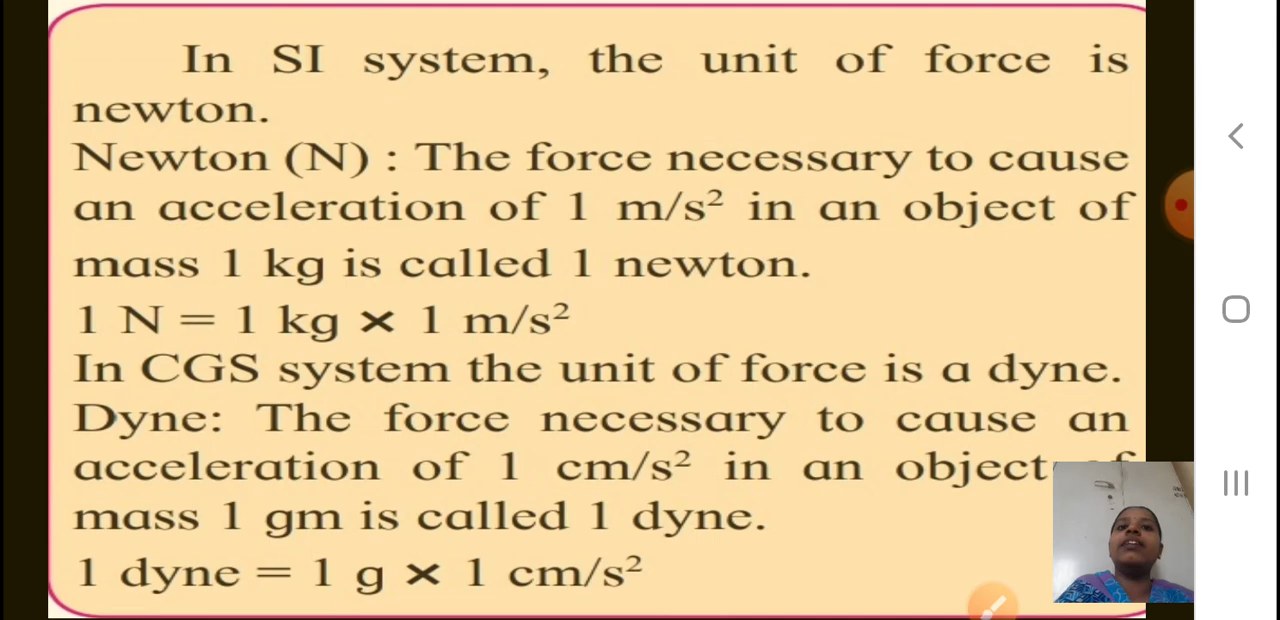 In SI system, the unit of force is
newton.
Newton (N) : The force necessary to cause
an acceleration of 1 m/s² in an object of
mass 1 kg is called 1 newton.
1 N = 1 kg × 1 m/s²
In CGS system the unit of force is a dyne.
Dyne: The force necessary to cause an
acceleration of 1 cm/s² in an object of
mass 1 gm is called 1 dyne.
1 dyne = 1 g × 1 cm/s²